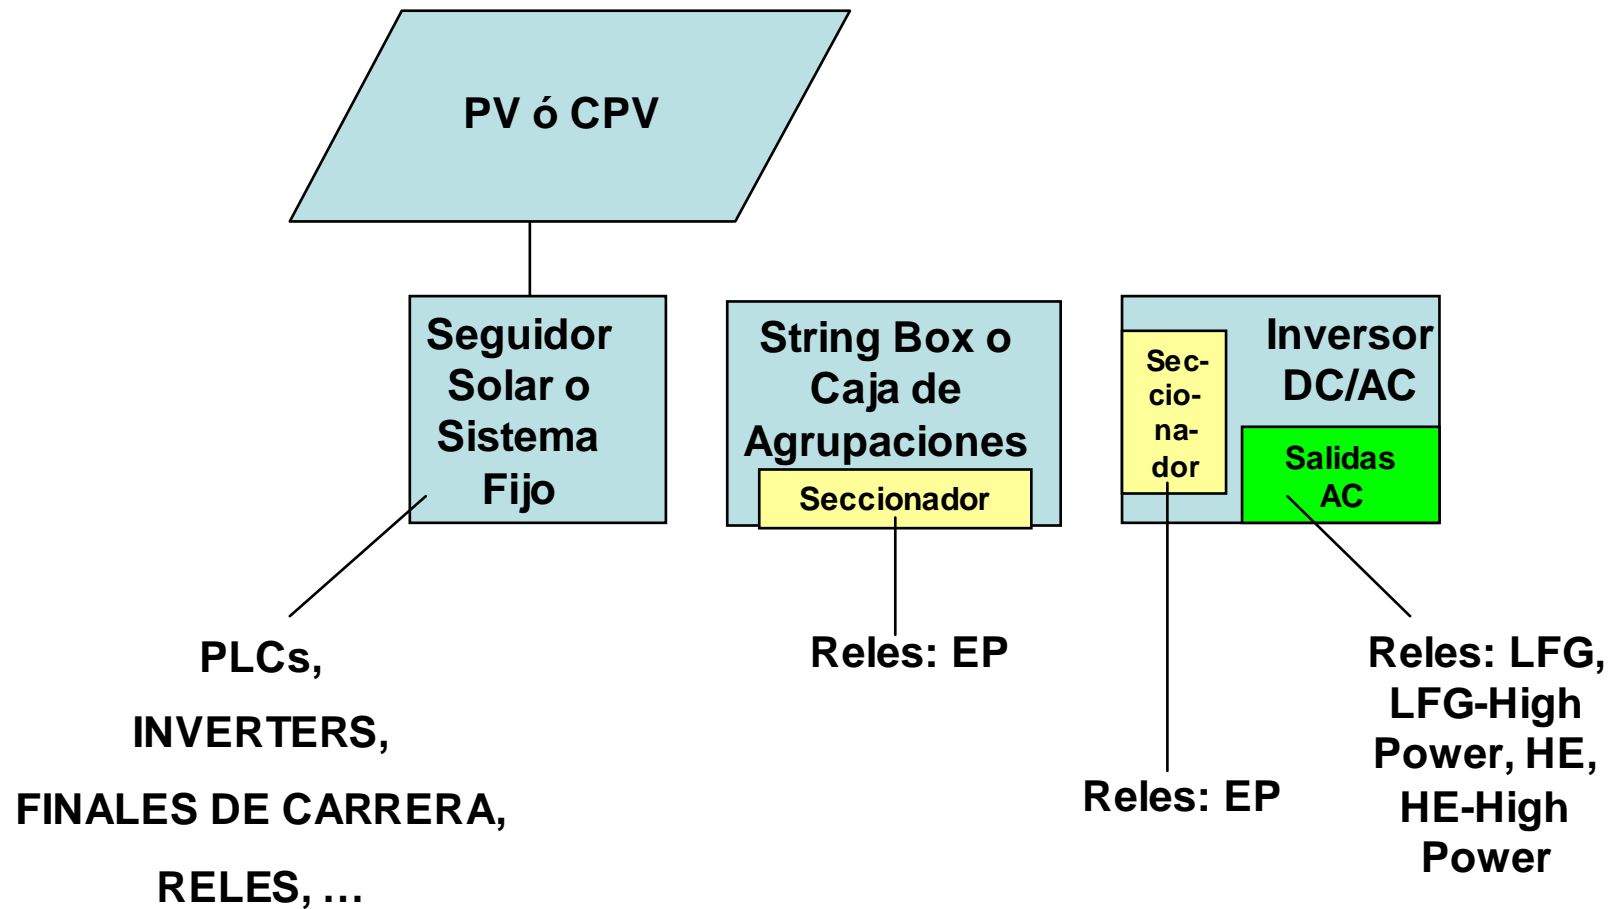 PV ó CPV
Seguidor
Solar o
Sistema
Fijo
String Box o
Caja de
Agrupaciones
Seccionador
Sec-
cio-
na-
dor
Inversor
DC/AC
Salidas
AC
PLCs,
INVERTERS,
FINALES DE CARRERA,
RELES, …
Reles: EP
Reles: EP
Reles: LFG,
LFG-High
Power, HE,
HE-High
Power